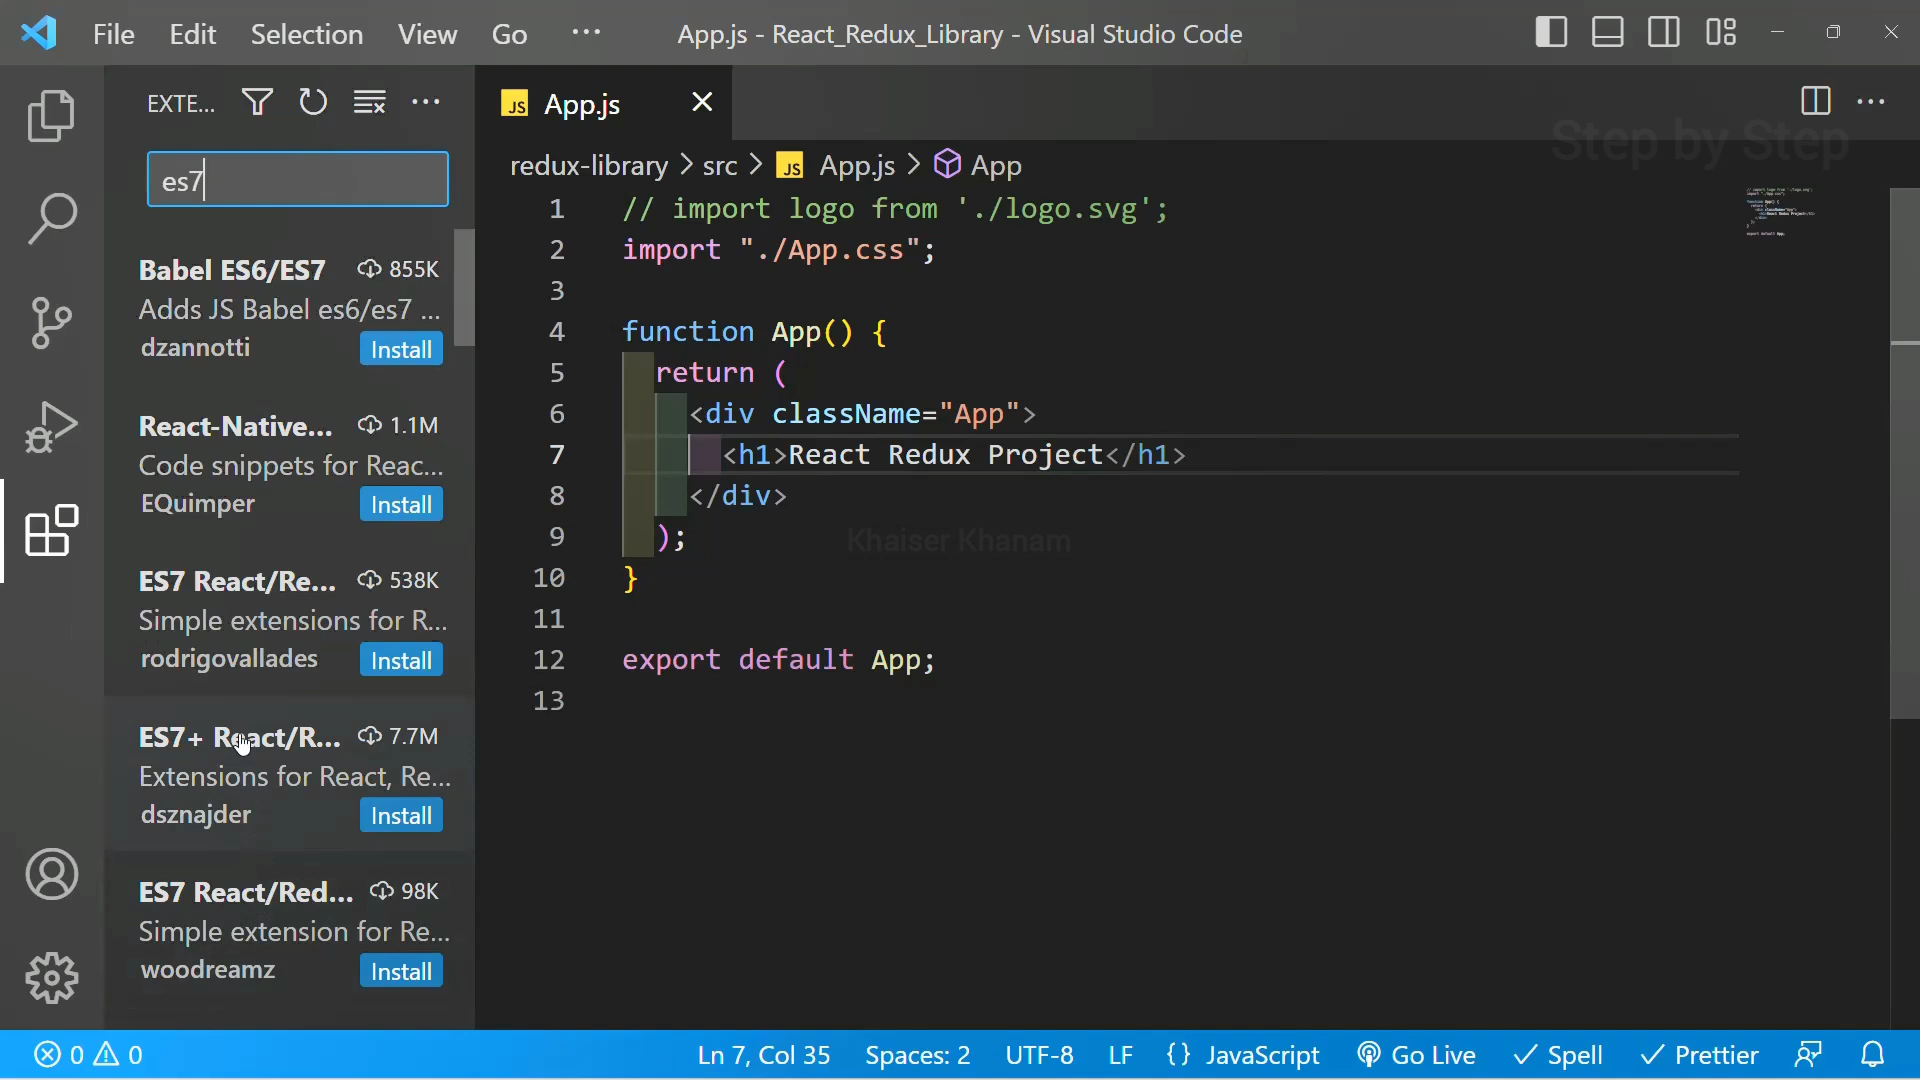 File Edit Selection View Go ··· App.js - React_Redux_Library - Visual Studio Code
EXTE...
es7
Babel ES6/ES7 855K
Adds JS Babel es6/es7 ...
dzannotti Install
React-Native... 1.1M
Code snippets for Reac...
EQuimper Install
ES7 React/Re... 538K
Simple extensions for R...
rodrigovallades Install
ES7+ React/R... 7.7M
Extensions for React, Re...
dsznajder Install
ES7 React/Red... 98K
Simple extension for Re...
woodreamz Install
JS App.js
Step by Step
redux-library > src > JS App.js > App
1 // import logo from './logo.svg';
2 import "./App.css";
3
4 function App() {
5 return (
6 <div className="App">
7 <h1>React Redux Project</h1>
8 </div>
9 );
Khaiser Khanam
10 }
11
12 export default App;
13
0 0 Ln 7, Col 35 Spaces: 2 UTF-8 LF {} JavaScript Go Live Spell Prettier